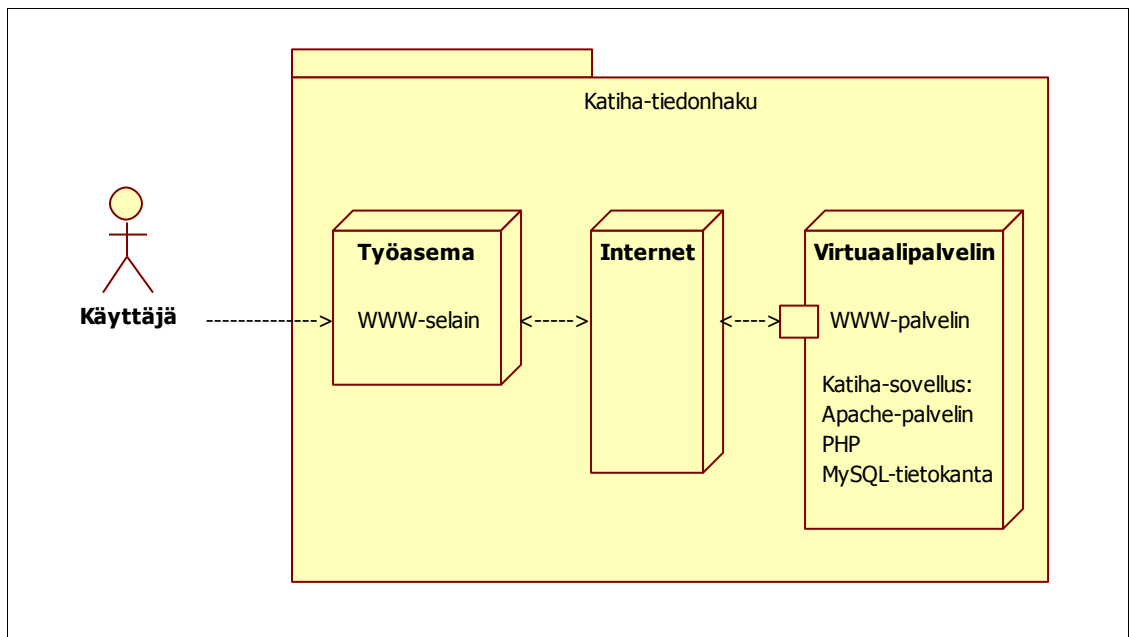 Katiha-tiedonhaku
Käyttäjä
Työasema
WWW-selain
Internet
Virtuaalipalvelin
WWW-palvelin
Katiha-sovellus:
Apache-palvelin
PHP
MySQL-tietokanta